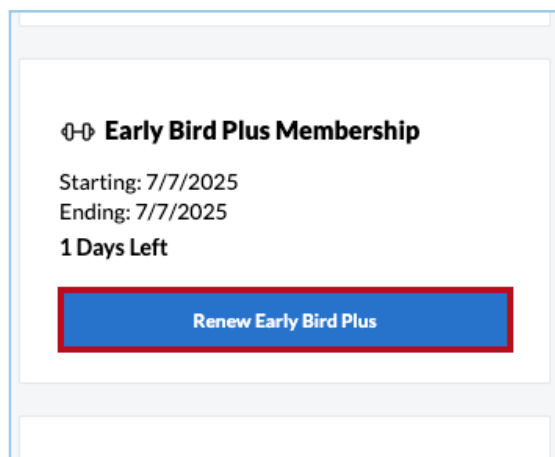 Early Bird Plus Membership
Starting: 7/7/2025
Ending: 7/7/2025
1 Days Left
Renew Early Bird Plus